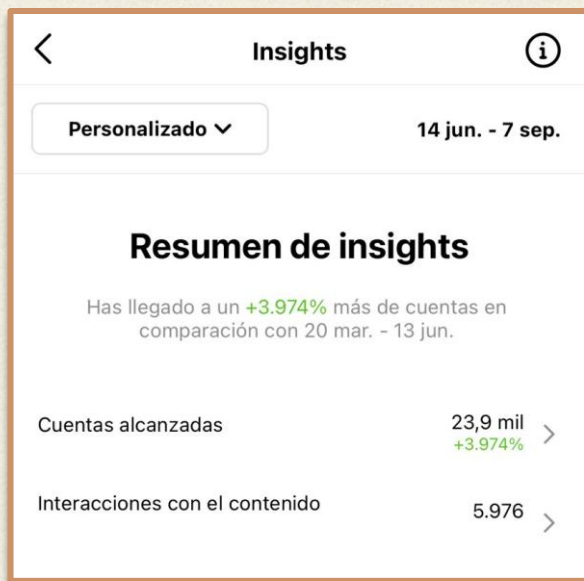 Insights
Personalizado
14 jun. - 7 sep.
Resumen de insights
Has llegado a un +3.974% más de cuentas en
comparación con 20 mar. - 13 jun.
Cuentas alcanzadas
23,9 mil
+3.974%
Interacciones con el contenido
5.976